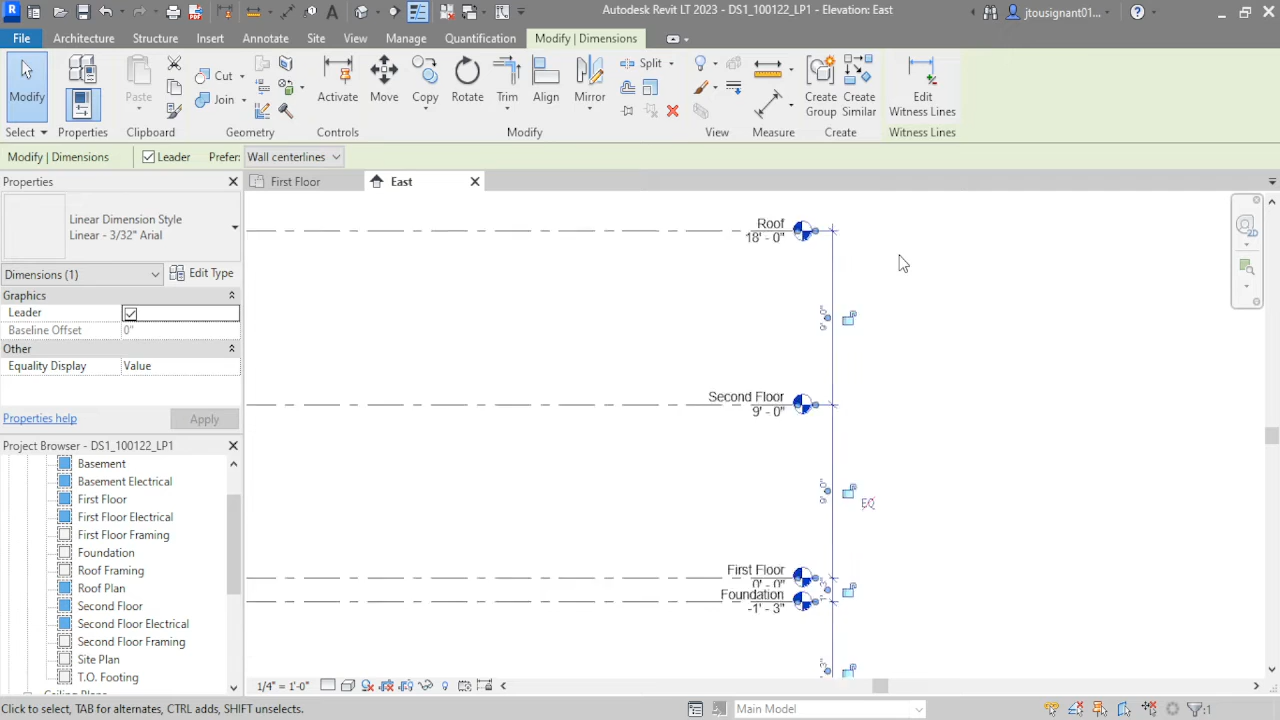 Autodesk Revit LT 2023 - DS1_100122_LP1 - Elevation: East
jtousignant01...
File
Architecture
Structure
Insert
Annotate
Site
View
Manage
Quantification
Modify | Dimensions
Modify
Paste
Cut
Join
Activate
Move
Copy
Rotate
Trim
Align
Mirror
Split
Create Group
Create Similar
Edit Witness Lines
Select
Properties
Clipboard
Geometry
Controls
Modify
View
Measure
Create
Witness Lines
Modify | Dimensions
Leader
Prefer:
Wall centerlines
Properties
First Floor
East
Linear Dimension Style
Linear - 3/32" Arial
Dimensions (1)
Edit Type
Graphics
Leader
Baseline Offset
0"
Other
Equality Display
Value
Properties help
Apply
Project Browser - DS1_100122_LP1
Basement
Basement Electrical
First Floor
First Floor Electrical
First Floor Framing
Foundation
Roof Framing
Roof Plan
Second Floor
Second Floor Electrical
Second Floor Framing
Site Plan
T.O. Footing
Roof
18' - 0"
9' - 0"
Second Floor
9' - 0"
9' - 0"
EQ
First Floor
0' - 0"
Foundation
-1' - 3"
1/4" = 1'-0"
Click to select, TAB for alternates, CTRL adds, SHIFT unselects.
Main Model
:1